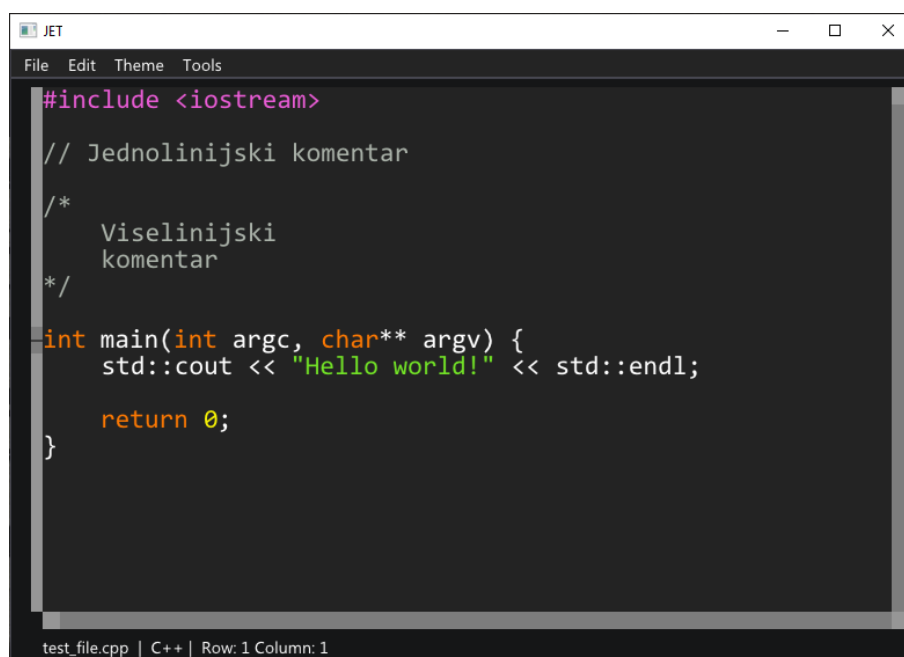 JET
File Edit Theme Tools
#include <iostream>
// Jednolinijski komentar
/*
    Viselinijski
    komentar
*/
int main(int argc, char** argv) {
    std::cout << "Hello world!" << std::endl;
    return 0;
}
test_file.cpp | C++ | Row: 1 Column: 1